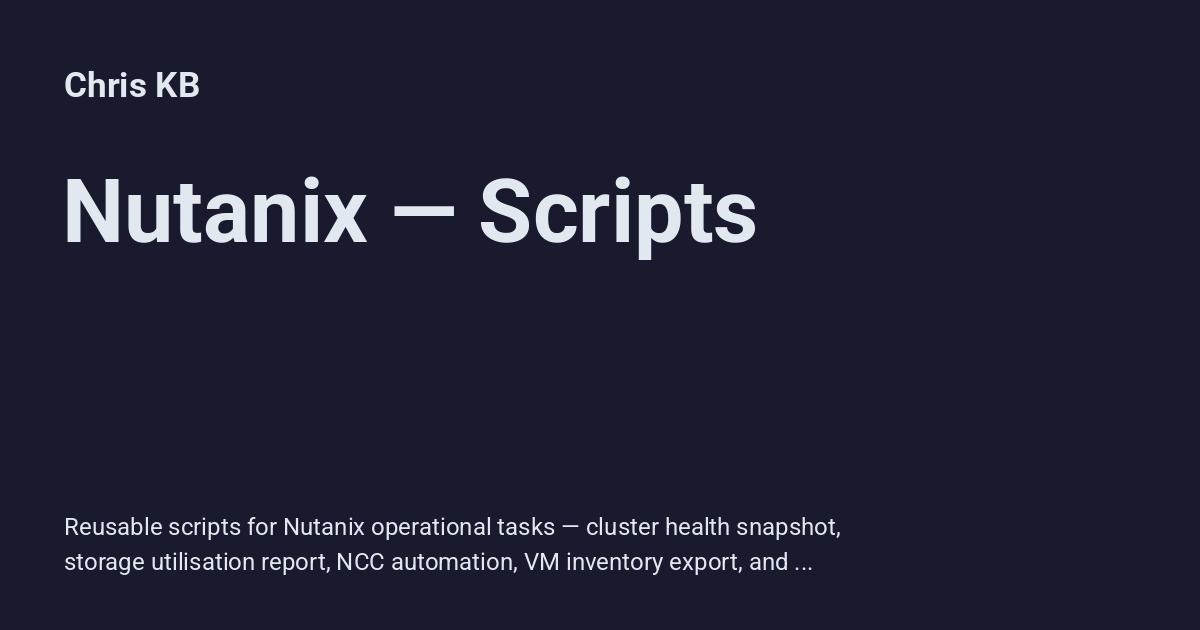 Chris KB
Nutanix — Scripts
Reusable scripts for Nutanix operational tasks — cluster health snapshot,
storage utilisation report, NCC automation, VM inventory export, and ...